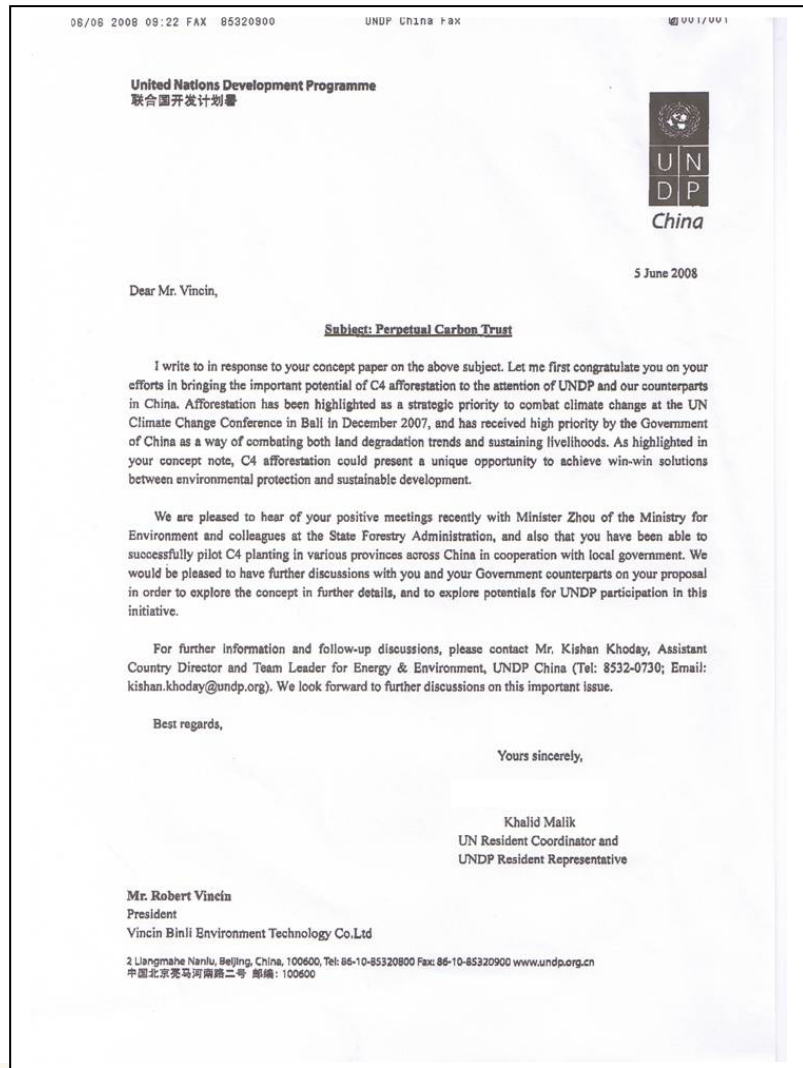 06/06 2008 09:22 FAX 85320900 UNDP China Fax 001/001
United Nations Development Programme
联合国开发计划署
UN
DP
China
5 June 2008
Dear Mr. Vincin,
Subject: Perpetual Carbon Trust
I write to in response to your concept paper on the above subject. Let me first congratulate you on your
efforts in bringing the important potential of C4 afforestation to the attention of UNDP and our counterparts
in China. Afforestation has been highlighted as a strategic priority to combat climate change at the UN
Climate Change Conference in Bali in December 2007, and has received high priority by the Government
of China as a way of combating both land degradation trends and sustaining livelihoods. As highlighted in
your concept note, C4 afforestation could present a unique opportunity to achieve win-win solutions
between environmental protection and sustainable development.
We are pleased to hear of your positive meetings recently with Minister Zhou of the Ministry for
Environment and colleagues at the State Forestry Administration, and also that you have been able to
successfully pilot C4 planting in various provinces across China in cooperation with local government. We
would be pleased to have further discussions with you and your Government counterparts on your proposal
in order to explore the concept in further details, and to explore potentials for UNDP participation in this
initiative.
For further information and follow-up discussions, please contact Mr. Kishan Khoday, Assistant
Country Director and Team Leader for Energy & Environment, UNDP China (Tel: 8532-0730; Email:
kishan.khoday@undp.org). We look forward to further discussions on this important issue.
Best regards,
Yours sincerely,
Khalid Malik
UN Resident Coordinator and
UNDP Resident Representative
Mr. Robert Vincin
President
Vincin Binli Environment Technology Co.Ltd
2 Liangmahe Nanlu, Beijing, China, 100600, Tel: 86-10-85320800 Fax: 86-10-85320900 www.undp.org.cn
中国北京亮马河南路二号 邮编: 100600